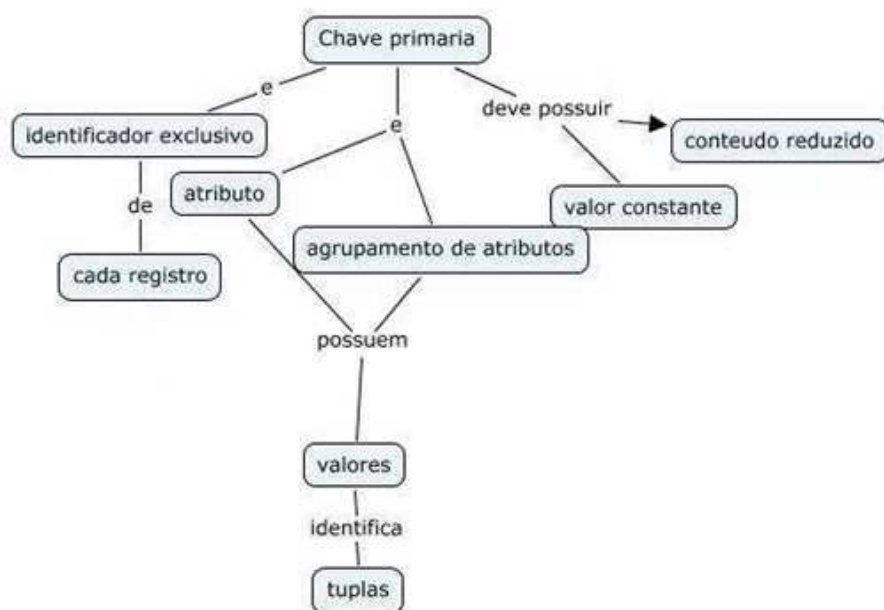 Chave primaria
e
deve possuir
identificador exclusivo
e
conteudo reduzido
atributo
de
valor constante
agrupamento de atributos
cada registro
possuem
valores
identifica
tuplas